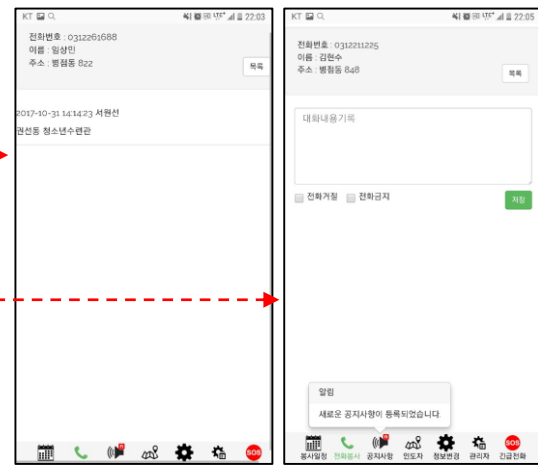 KT 22:03
전화번호 : 0312261688
이름 : 임상민
주소 : 병점동 822
목록
2017-10-31 14:14:23 서원선
권선동 청소년수련관
SOS
KT 22:05
전화번호 : 0312211225
이름 : 김현수
주소 : 병점동 848
목록
대화내용기록
전화거절 전화금지
저장
알림
새로운 공지사항이 등록되었습니다.
SOS
봉사일정 전화봉사 공지사항 인도자 정보변경 관리자 긴급전화